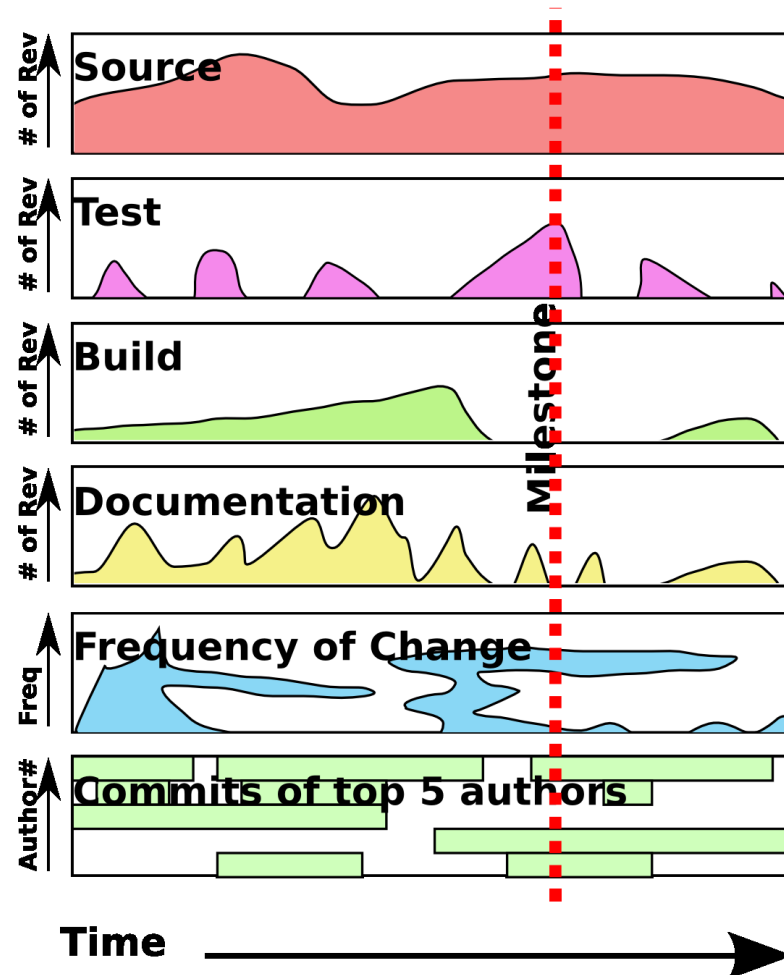 # of Rev
Source
# of Rev
Test
# of Rev
Build
Milestone
# of Rev
Documentation
Freq
Frequency of Change
Author#
Commits of top 5 authors
Time